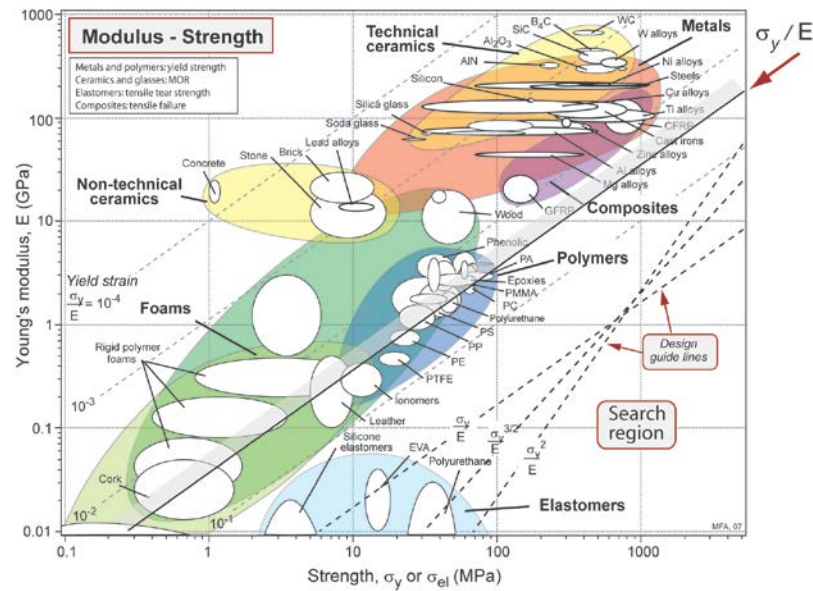 Modulus - Strength
Metals and polymers: yield strength
Ceramics and glasses: MOR
Elastomers: tensile tear strength
Composites: tensile failure
Technical
ceramics
B4C
SiC
Al2O3
AlN
Silicon
Silica glass
Soda glass
WC
W alloys
Metals
Ni alloys
Steels
Cu alloys
Ti alloys
CFRP
Cast irons
Zinc alloys
Al alloys
Mg alloys
GFRP
Composites
σy / E
Lead alloys
Brick
Stone
Concrete
Non-technical
ceramics
Wood
Phenolic
PA
Polymers
Epoxies
PMMA
PC
Polyurethane
PS
PP
PE
PTFE
Ionomers
Leather
Yield strain
σy/E = 10-4
Foams
Rigid polymer
foams
10-3
Cork
10-2
10-1
Silicone
elastomers
EVA
Polyurethane
Elastomers
σy/E
σy3/2/E
σy2/E
Design
guide lines
Search
region
MFA, 07
Young's modulus, E (GPa)
1000
100
10
1
0.1
0.01
0.1
1
10
100
1000
Strength, σy or σel (MPa)